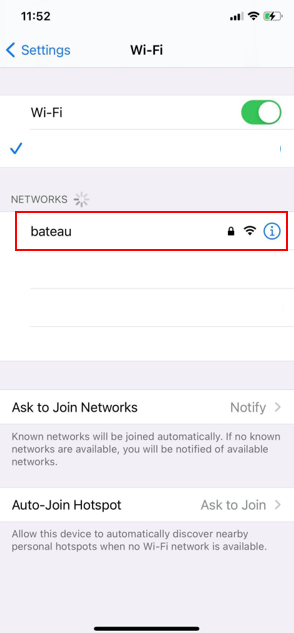 11:52
Settings
Wi-Fi
Wi-Fi
NETWORKS
bateau
Ask to Join Networks Notify
Known networks will be joined automatically. If no known
networks are available, you will be notified of available
networks.
Auto-Join Hotspot Ask to Join
Allow this device to automatically discover nearby
personal hotspots when no Wi-Fi network is available.